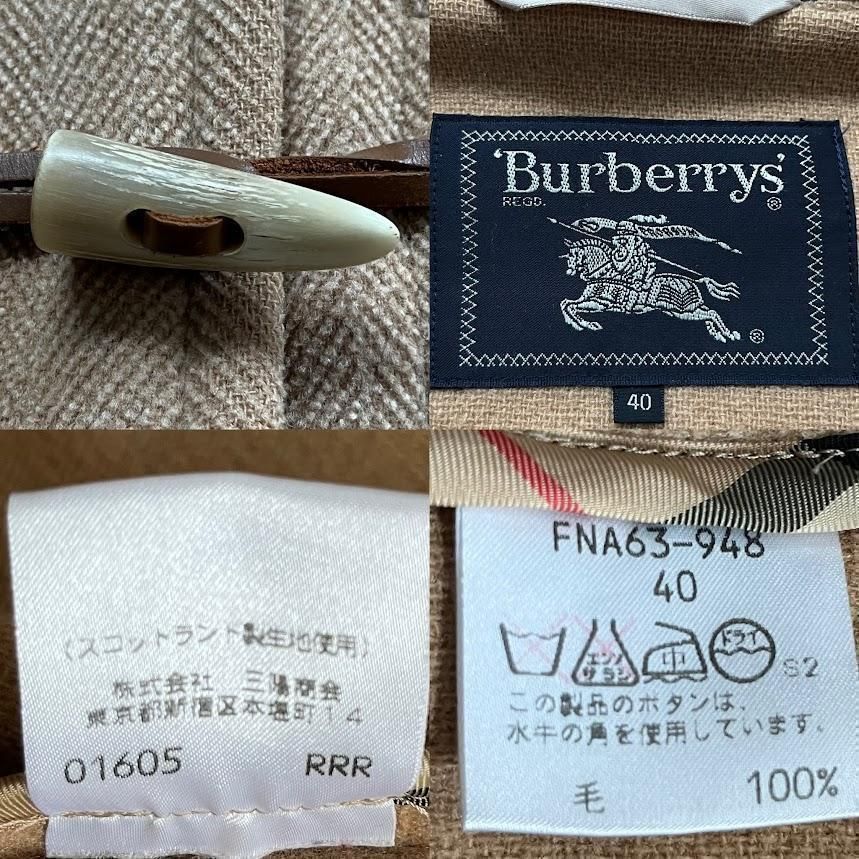 'Burberrys'
REGD. ®
®
40
(スコットランド製生地使用)
株式会社 三陽商会
東京都新宿区本塩町14
01605 RRR
FNA63-948
40
エンソ サラシ 中 ドライ S2
この製品のボタンは、
水牛の角を使用しています。
毛 100%